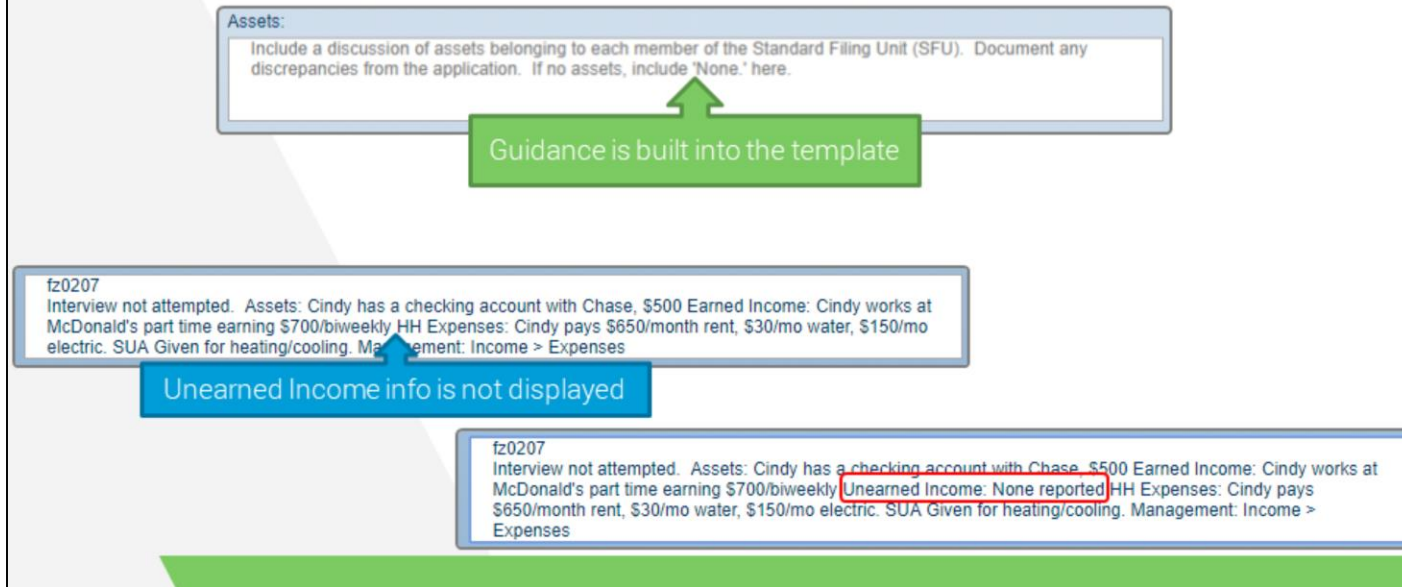 Assets:
Include a discussion of assets belonging to each member of the Standard Filing Unit (SFU). Document any
discrepancies from the application. If no assets, include 'None.' here.
Guidance is built into the template
fz0207
Interview not attempted. Assets: Cindy has a checking account with Chase, $500 Earned Income: Cindy works at
McDonald's part time earning $700/biweekly HH Expenses: Cindy pays $650/month rent, $30/mo water, $150/mo
electric. SUA Given for heating/cooling. Income > Expenses
Unearned Income info is not displayed
fz0207
Interview not attempted. Assets: Cindy has a checking account with Chase, $500 Earned Income: Cindy works at
McDonald's part time earning $700/biweekly Unearned Income: None reported HH Expenses: Cindy pays
$650/month rent, $30/mo water, $150/mo electric. SUA Given for heating/cooling. Management: Income >
Expenses